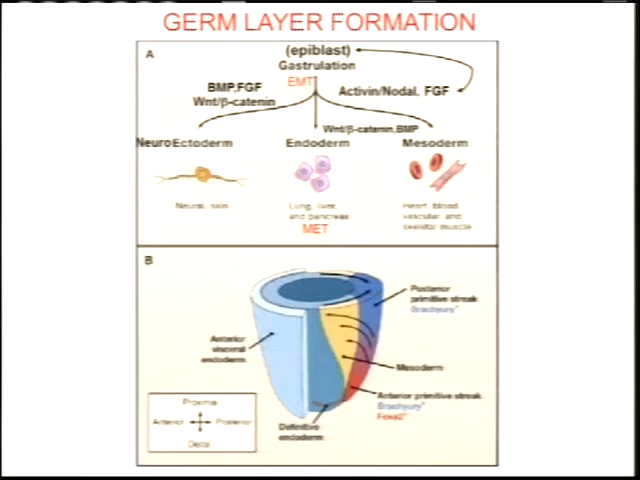 GERM LAYER FORMATION
A
(epiblast)
Gastrulation
EMT
BMP,FGF
Wnt/β-catenin
Activin/Nodal, FGF
Wnt/β-catenin,BMP
NeuroEctoderm
Endoderm
Mesoderm
Neural, skin
Lung, liver,
and pancreas
Heart, blood,
vascular, and
skeletal muscle
MET
B
Posterior
primitive streak
Brachyury+
Anterior
visceral
endoderm
Mesoderm
Anterior primitive streak
Brachyury+
Foxa2+
Definitive
endoderm
Proximal
Anterior
Posterior
Distal